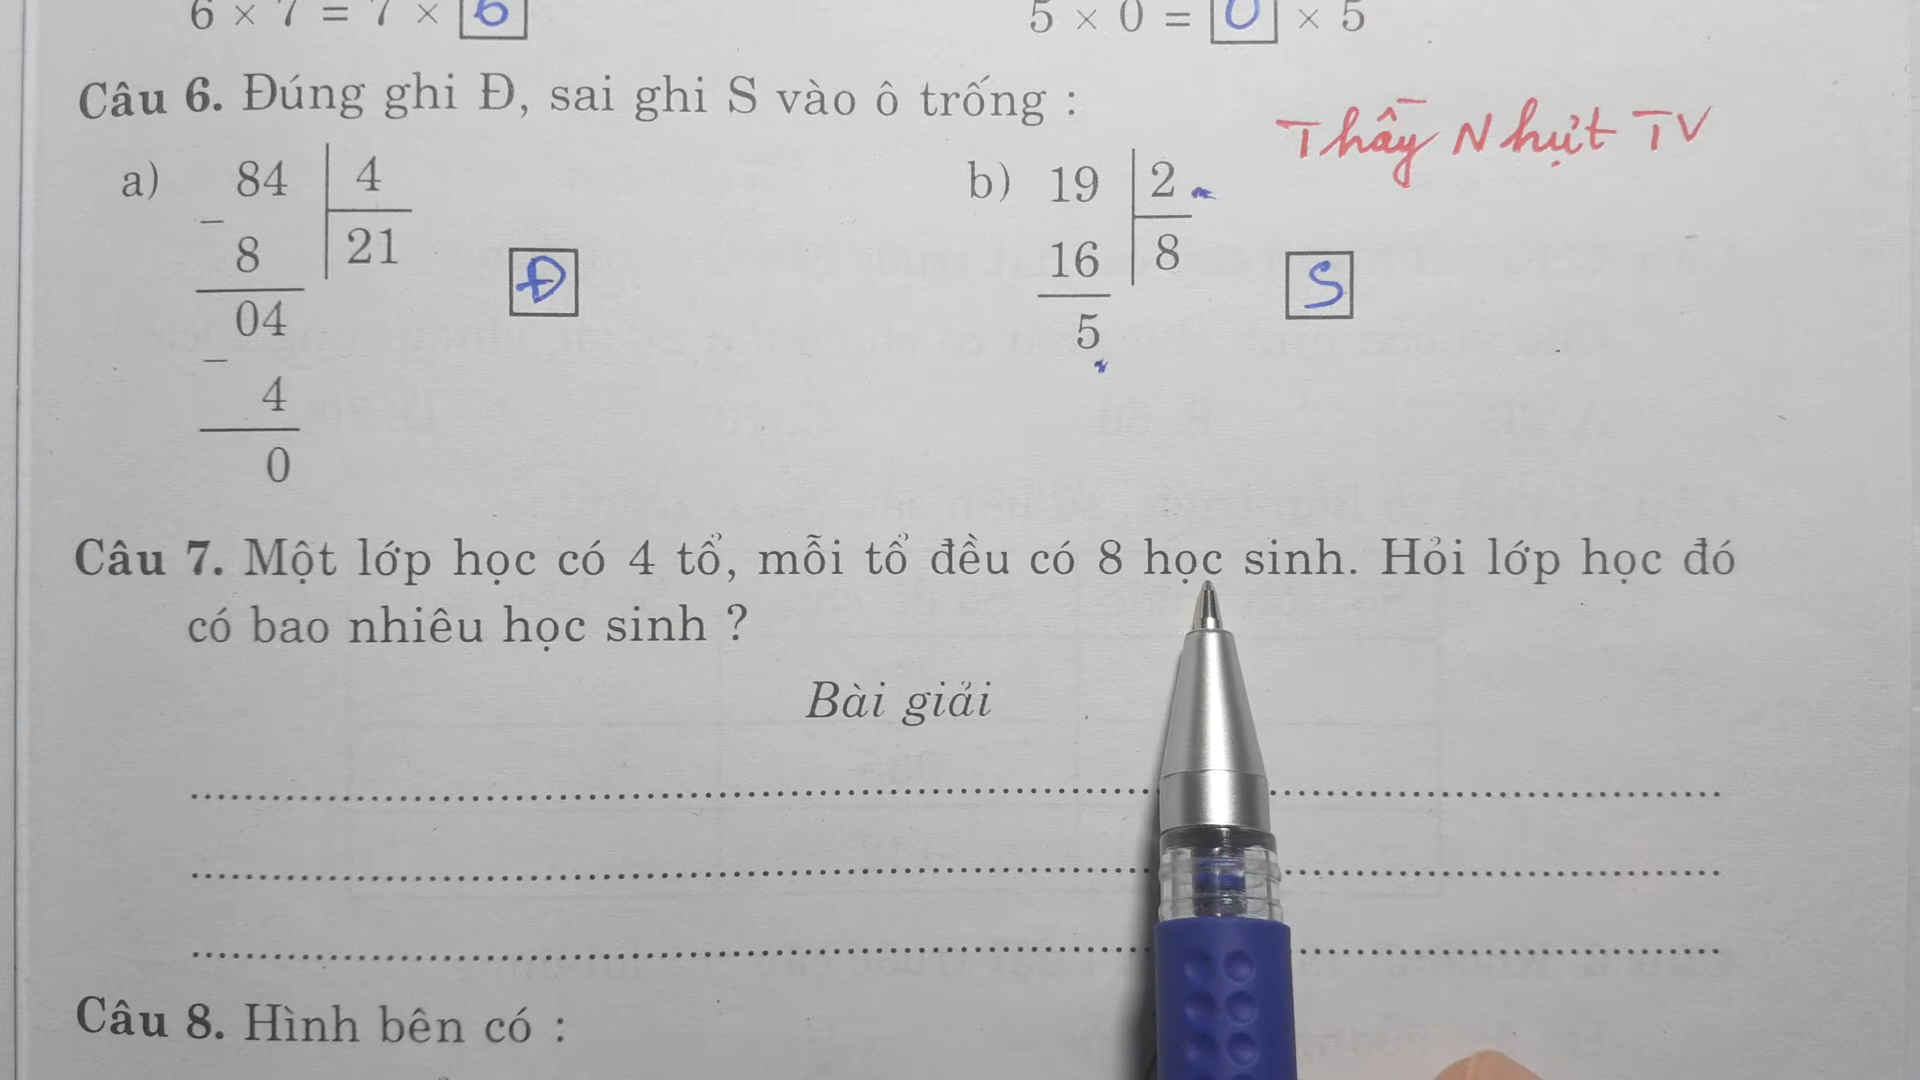 6 × 7 = 7 × 6
5 × 0 = 0 × 5
Câu 6. Đúng ghi Đ, sai ghi S vào ô trống :
Thầy Nhựt TV
a) 84 4
– 8 21
Đ
04
– 4
0
b) 19 2
16 8
S
5
Câu 7. Một lớp học có 4 tổ, mỗi tổ đều có 8 học sinh. Hỏi lớp học đó
có bao nhiêu học sinh ?
Bài giải
Câu 8. Hình bên có :